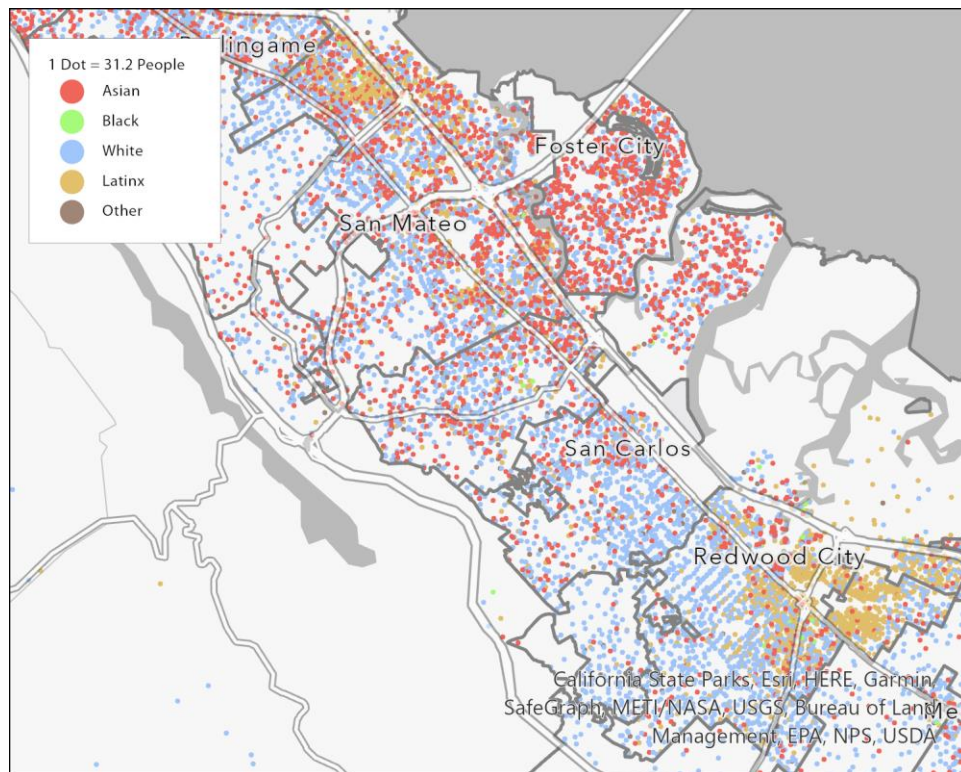 1 Dot = 31.2 People
Asian
Black
White
Latinx
Other
Foster City
San Mateo
San Carlos
Redwood City
California State Parks, Esri, HERE, Garmin,
SafeGraph, METI/NASA, USGS, Bureau of Land
Management, EPA, NPS, USDA
Me